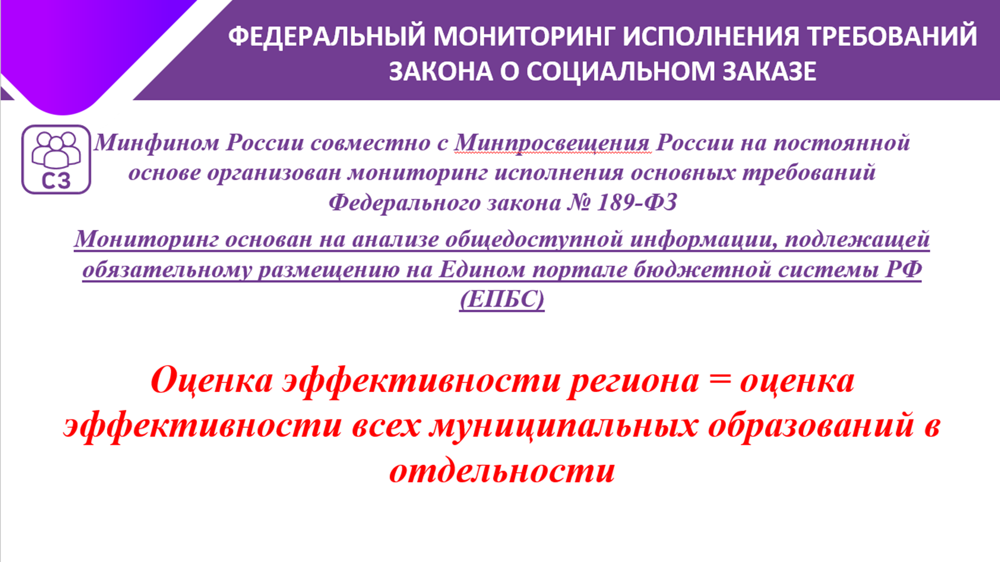 ФЕДЕРАЛЬНЫЙ МОНИТОРИНГ ИСПОЛНЕНИЯ ТРЕБОВАНИЙ
ЗАКОНА О СОЦИАЛЬНОМ ЗАКАЗЕ
СЗ
Минфином России совместно с Минпросвещения России на постоянной
основе организован мониторинг исполнения основных требований
Федерального закона № 189-ФЗ
Мониторинг основан на анализе общедоступной информации, подлежащей
обязательному размещению на Едином портале бюджетной системы РФ
(ЕПБС)
Оценка эффективности региона = оценка
эффективности всех муниципальных образований в
отдельности